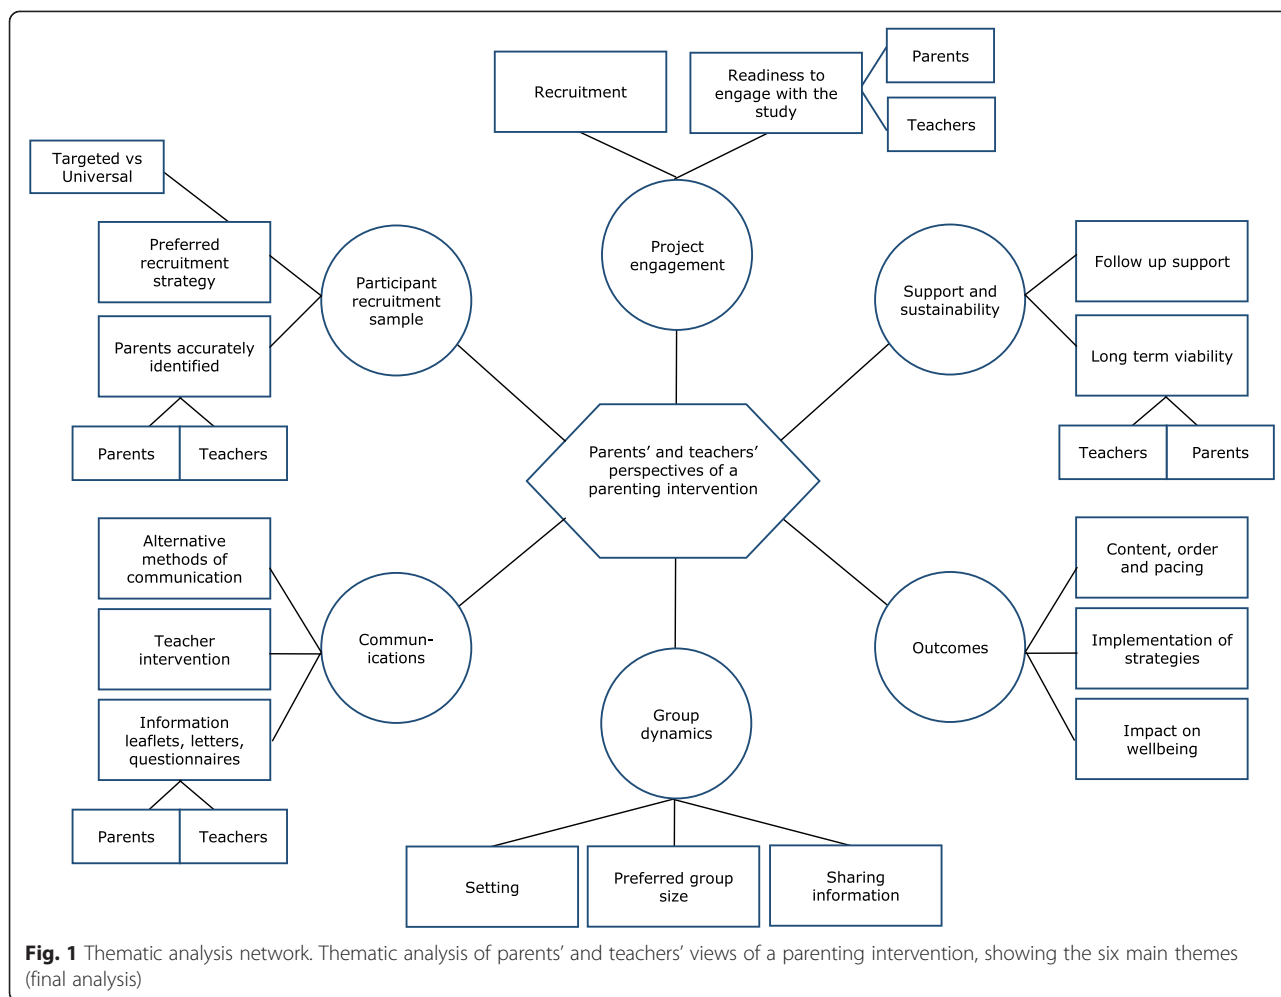 Recruitment
Readiness to
engage with the
study
Parents
Teachers
Project
engagement
Targeted vs
Universal
Preferred
recruitment
strategy
Parents accurately
identified
Parents
Teachers
Participant
recruitment
sample
Support and
sustainability
Follow up support
Long term viability
Teachers
Parents
Parents’ and teachers’
perspectives of a
parenting intervention
Alternative
methods of
communication
Teacher
intervention
Information
leaflets, letters,
questionnaires
Parents
Teachers
Commun-
ications
Group
dynamics
Setting
Preferred group
size
Sharing
information
Outcomes
Content, order
and pacing
Implementation of
strategies
Impact on
wellbeing
Fig. 1 Thematic analysis network. Thematic analysis of parents’ and teachers’ views of a parenting intervention, showing the six main themes
(final analysis)